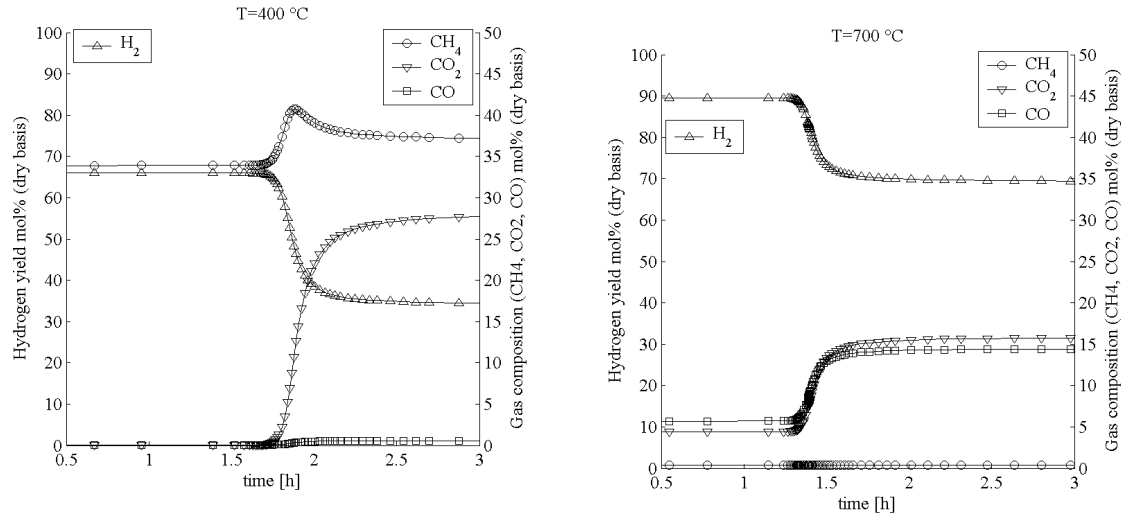 T=400 °C
H2
CH4
CO2
CO
100
90
80
70
60
50
40
30
20
10
0
50
45
40
35
30
25
20
15
10
5
0
0.5 1 1.5 2 2.5 3
time [h]
Hydrogen yield mol% (dry basis)
Gas composition (CH4, CO2, CO) mol% (dry basis)
T=700 °C
CH4
CO2
CO
H2
100
90
80
70
60
50
40
30
20
10
0
50
45
40
35
30
25
20
15
10
5
0
0.5 1 1.5 2 2.5 3
time [h]
Hydrogen yield mol% (dry basis)
Gas composition (CH4, CO2, CO) mol% (dry basis)